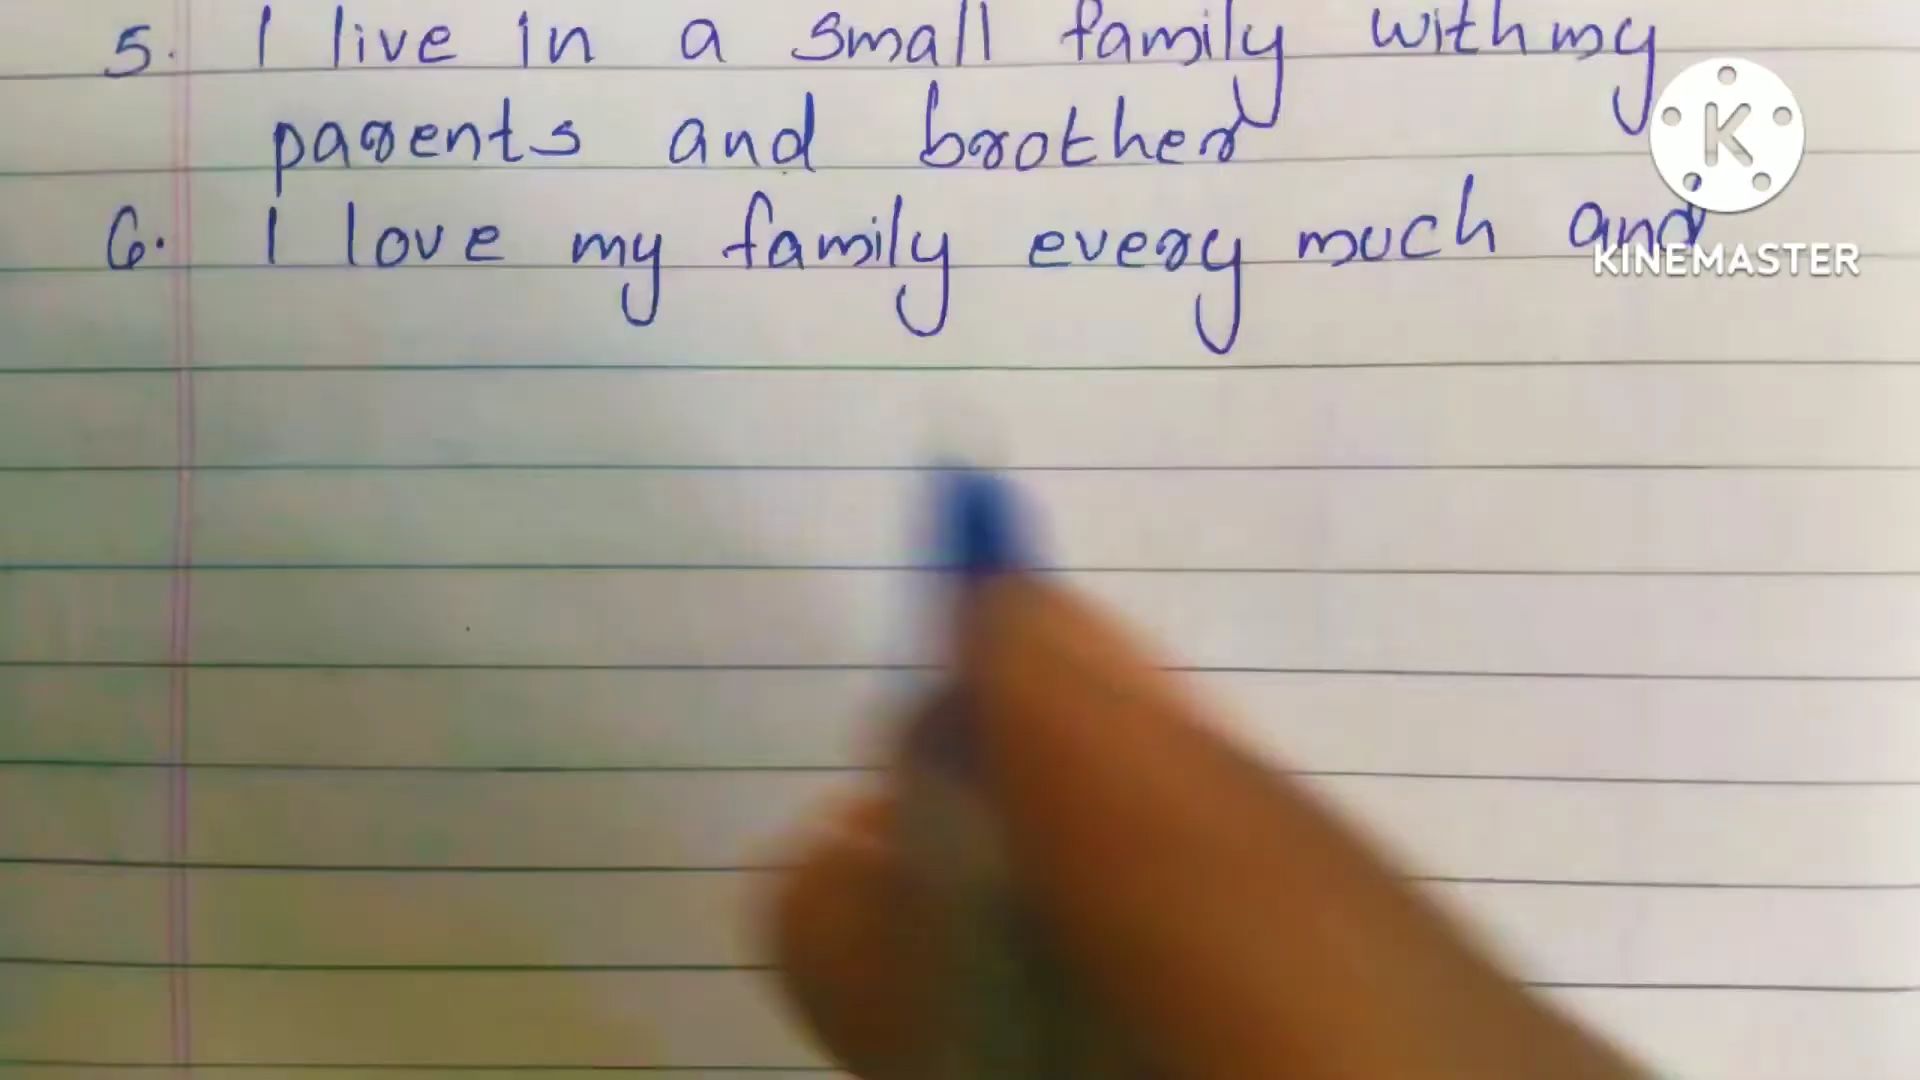 5. I live in a small family with my
parents and brother
6. I love my family every much and
K
KINEMASTER